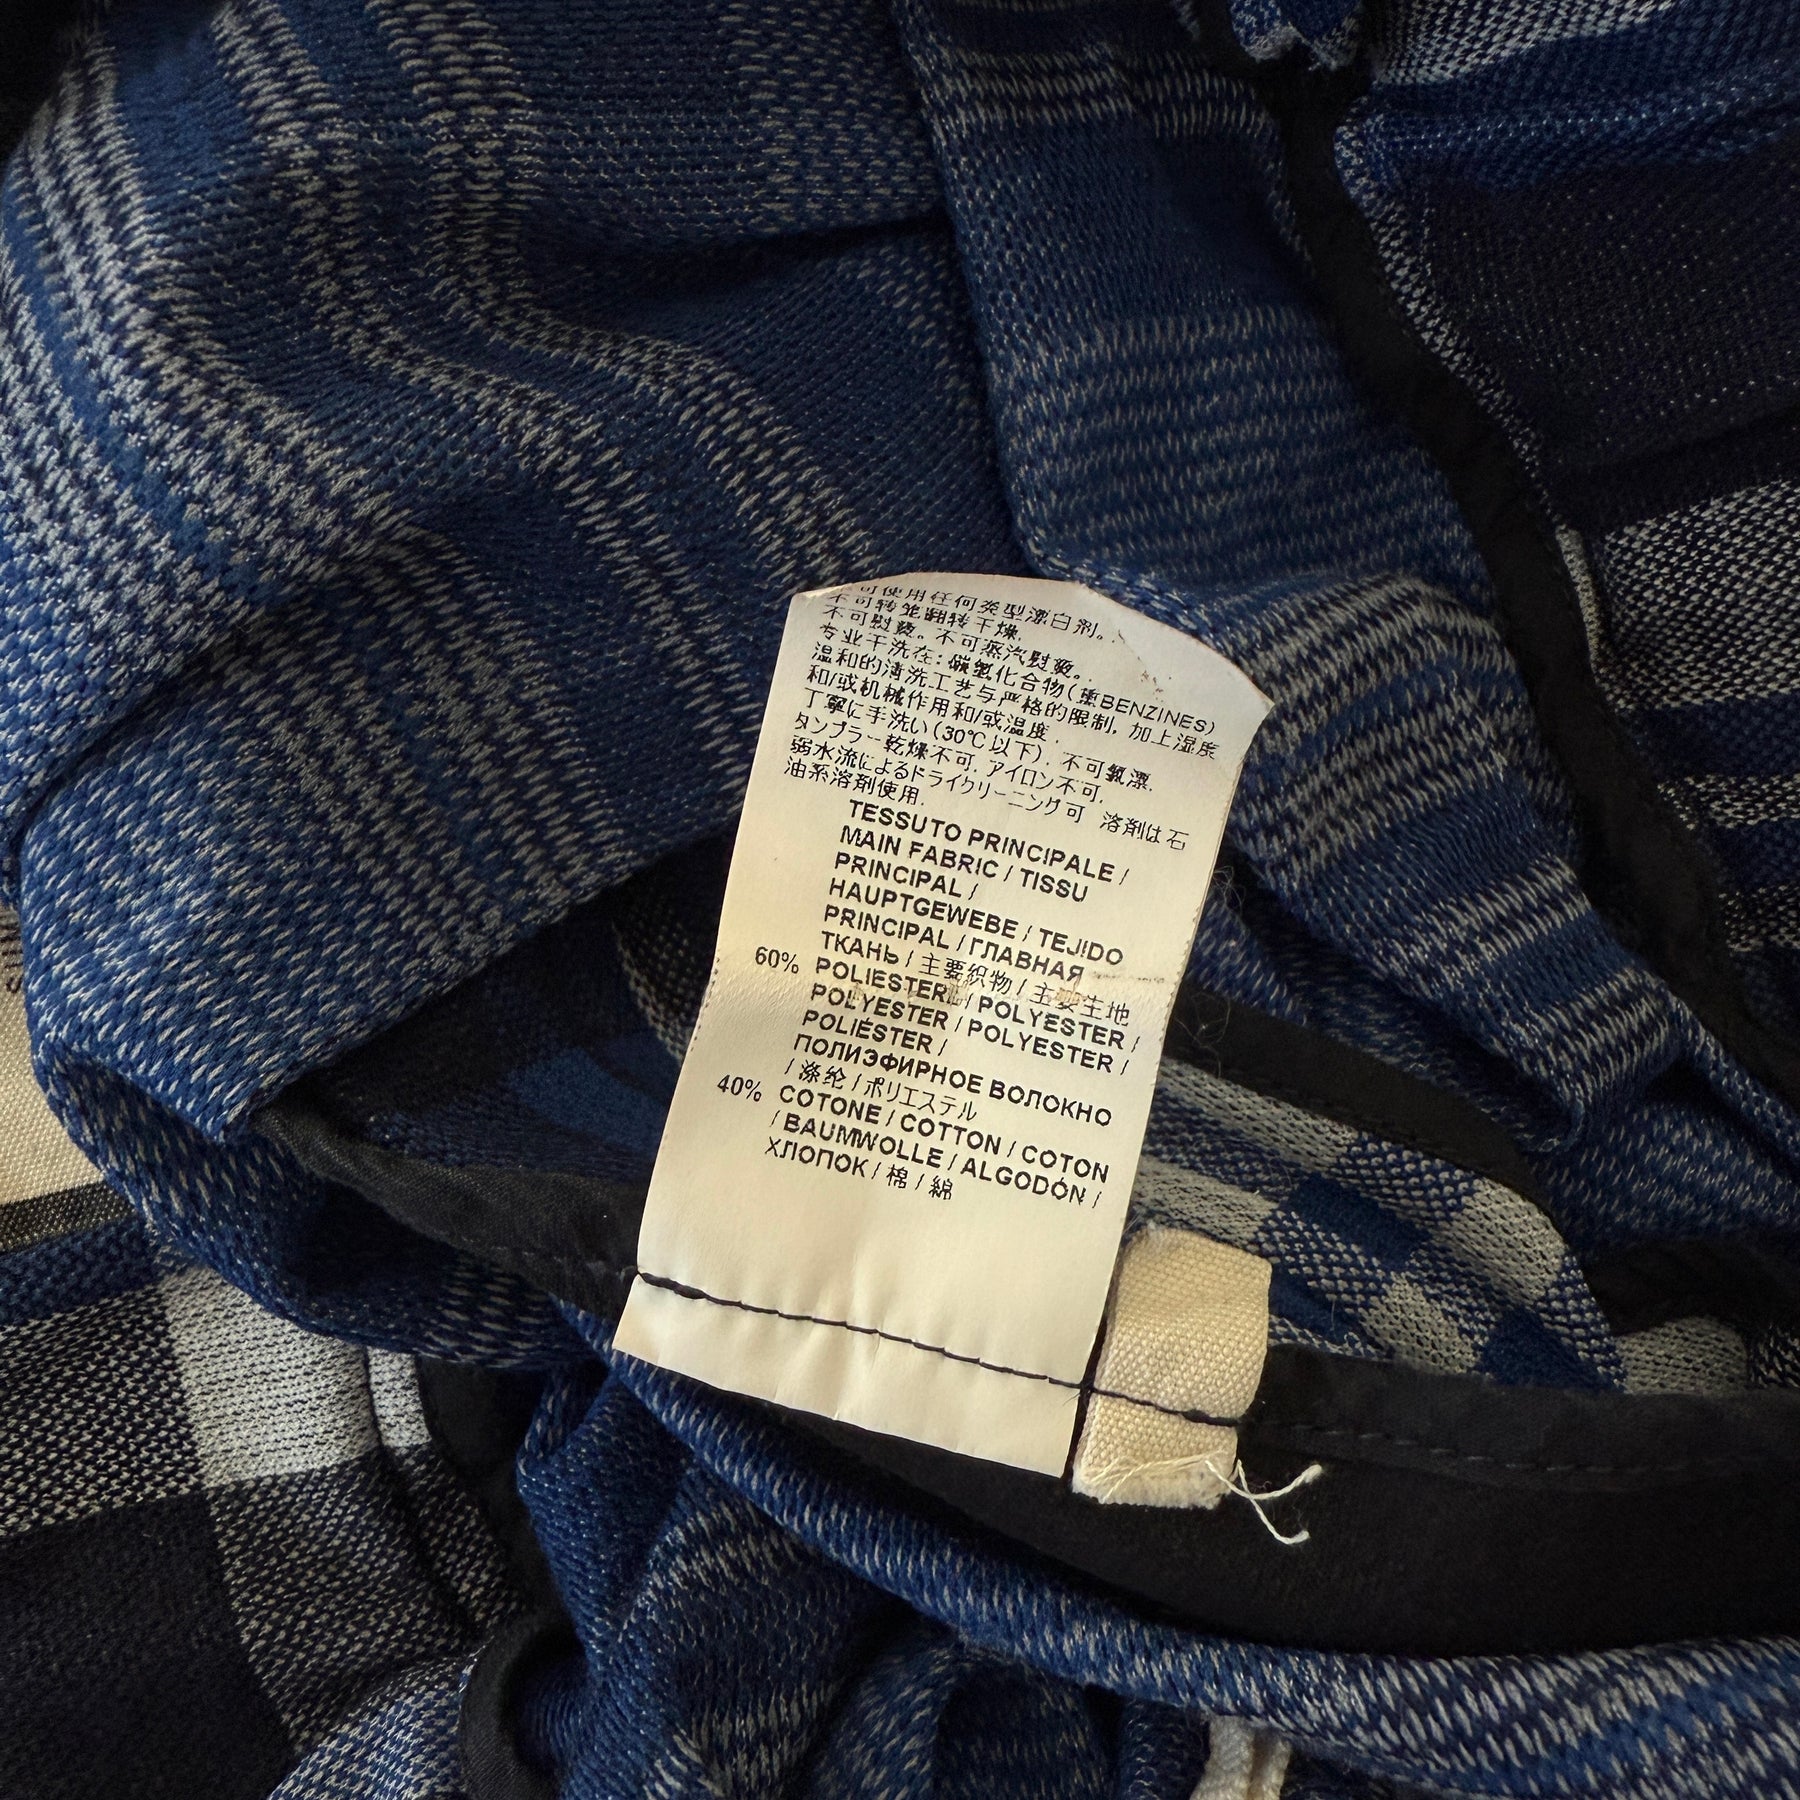 可使用任何类型漂白剂。
不可转笼翻转干燥.
不可熨烫。不可蒸汽熨烫。.
专业干洗在: 碳氢化合物 (重BENZINES)
温和的清洗工艺与严格的限制, 加上湿度
和/或机械作用和/或温度.
丁寧に手洗い (30℃以下). 不可氯漂.
タンブラー乾燥不可. アイロン不可.
弱水流によるドライクリーニング可 溶剤は石
油系溶剤使用.
TESSUTO PRINCIPALE /
MAIN FABRIC / TISSU
PRINCIPAL /
HAUPTGEWEBE / TEJIDO
PRINCIPAL / ГЛАВНАЯ
ТКАНЬ / 主要織物 / 主要生地
60% POLIESTERE / POLYESTER /
POLYESTER / POLYESTER /
POLIÉSTER /
ПОЛИЭФИРНОЕ ВОЛОКНО
/ 涤纶 / ポリエステル
40% COTONE / COTTON / COTON
/ BAUMWOLLE / ALGODÓN /
ХЛОПОК / 棉 / 綿